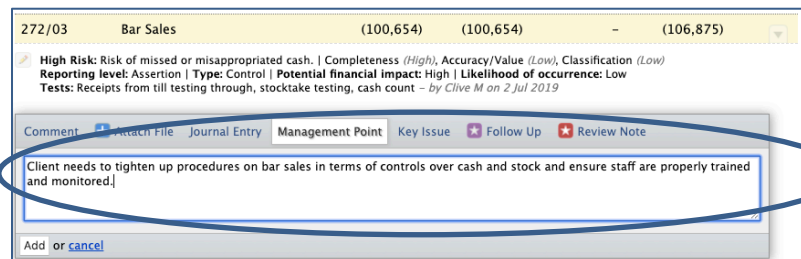 272/03 Bar Sales (100,654) (100,654) – (106,875)
High Risk: Risk of missed or misappropriated cash. | Completeness (High), Accuracy/Value (Low), Classification (Low)
Reporting level: Assertion | Type: Control | Potential financial impact: High | Likelihood of occurrence: Low
Tests: Receipts from till testing through, stocktake testing, cash count – by Clive M on 2 Jul 2019
Comment Attach File Journal Entry Management Point Key Issue Follow Up Review Note
Client needs to tighten up procedures on bar sales in terms of controls over cash and stock and ensure staff are properly trained
and monitored.
Add or cancel